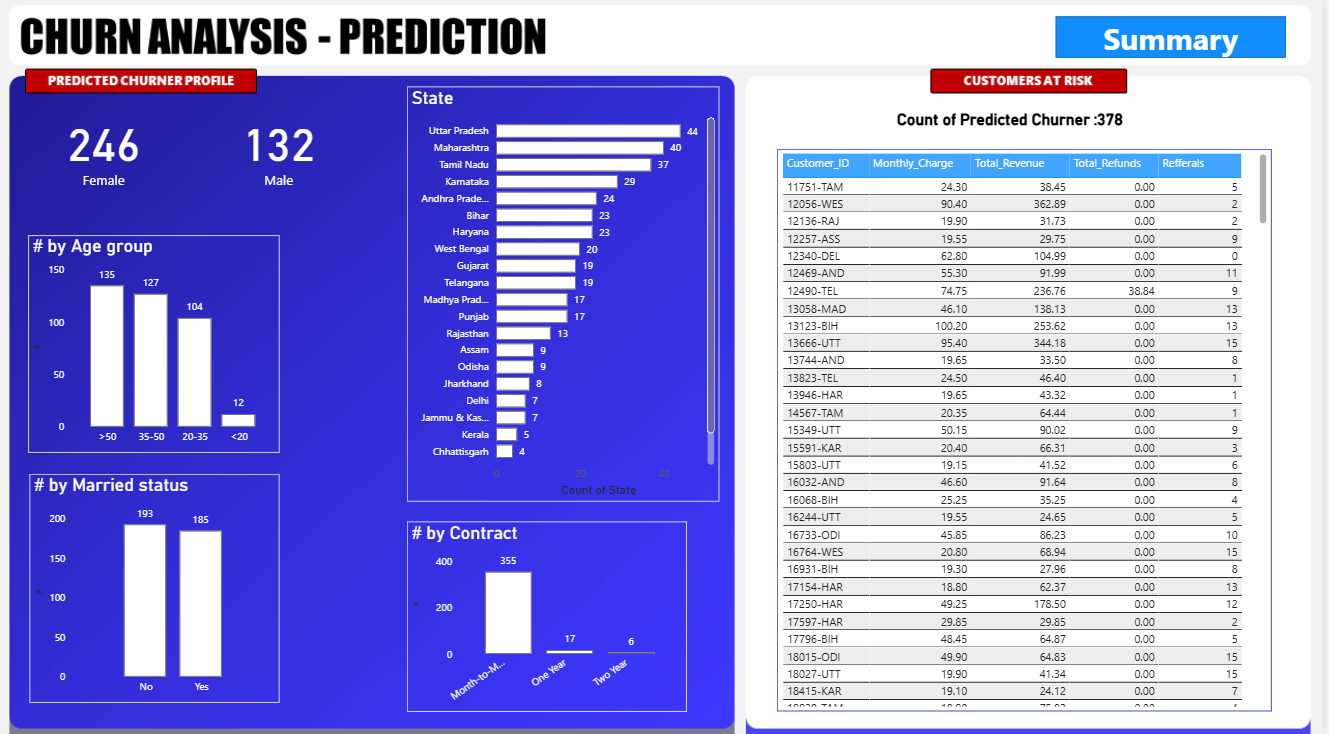 CHURN ANALYSIS - PREDICTION
Summary
PREDICTED CHURNER PROFILE
246
Female
132
Male
# by Age group
150
100
50
0
135
127
104
12
>50 35-50 20-35 <20
# by Married status
200
150
100
50
0
193
185
No Yes
State
Uttar Pradesh 44
Maharashtra 40
Tamil Nadu 37
Karnataka 29
Andhra Prade... 24
Bihar 23
Haryana 23
West Bengal 20
Gujarat 19
Telangana 19
Madhya Prad... 17
Punjab 17
Rajasthan 13
Assam 9
Odisha 9
Jharkhand 8
Delhi 7
Jammu & Kas... 7
Kerala 5
Chhattisgarh 4
0 20 40
Count of State
# by Contract
400
200
0
355
17
6
Month-to-M... One Year Two Year
CUSTOMERS AT RISK
Count of Predicted Churner :378
Customer_ID Monthly_Charge Total_Revenue Total_Refunds Refferals
11751-TAM 24.30 38.45 0.00 5
12056-WES 90.40 362.89 0.00 2
12136-RAJ 19.90 31.73 0.00 2
12257-ASS 19.55 29.75 0.00 9
12340-DEL 62.80 104.99 0.00 0
12469-AND 55.30 91.99 0.00 11
12490-TEL 74.75 236.76 38.84 9
13058-MAD 46.10 138.13 0.00 13
13123-BIH 100.20 253.62 0.00 13
13666-UTT 95.40 344.18 0.00 15
13744-AND 19.65 33.50 0.00 8
13823-TEL 24.50 46.40 0.00 1
13946-HAR 19.65 43.32 0.00 1
14567-TAM 20.35 64.44 0.00 1
15349-UTT 50.15 90.02 0.00 9
15591-KAR 20.40 66.31 0.00 3
15803-UTT 19.15 41.52 0.00 6
16032-AND 46.60 91.64 0.00 8
16068-BIH 25.25 35.25 0.00 4
16244-UTT 19.55 24.65 0.00 5
16733-ODI 45.85 86.23 0.00 10
16764-WES 20.80 68.94 0.00 15
16931-BIH 19.30 27.96 0.00 8
17154-HAR 18.80 62.37 0.00 13
17250-HAR 49.25 178.50 0.00 12
17597-HAR 29.85 29.85 0.00 2
17796-BIH 48.45 64.87 0.00 5
18015-ODI 49.90 64.83 0.00 15
18027-UTT 19.90 41.34 0.00 15
18415-KAR 19.10 24.12 0.00 7